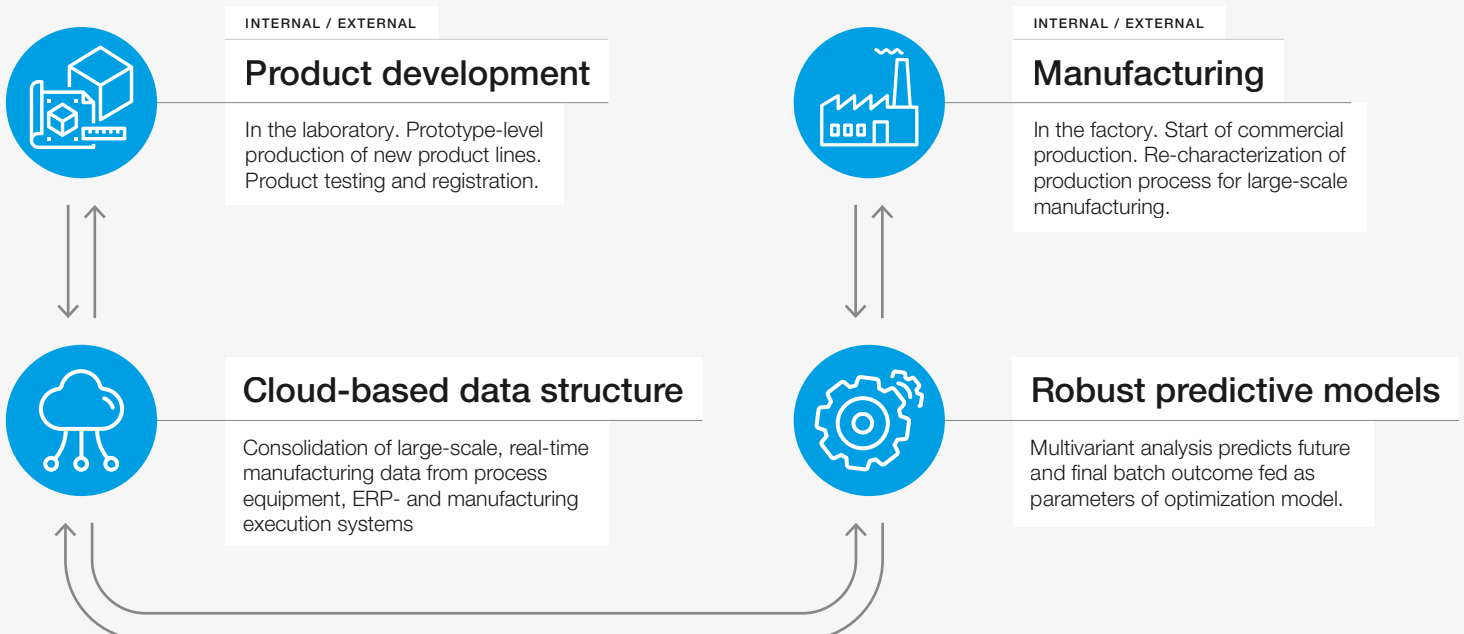 INTERNAL / EXTERNAL
Product development
In the laboratory. Prototype-level
production of new product lines.
Product testing and registration.
INTERNAL / EXTERNAL
Manufacturing
In the factory. Start of commercial
production. Re-characterization of
production process for large-scale
manufacturing.
Cloud-based data structure
Consolidation of large-scale, real-time
manufacturing data from process
equipment, ERP- and manufacturing
execution systems
Robust predictive models
Multivariant analysis predicts future
and final batch outcome fed as
parameters of optimization model.